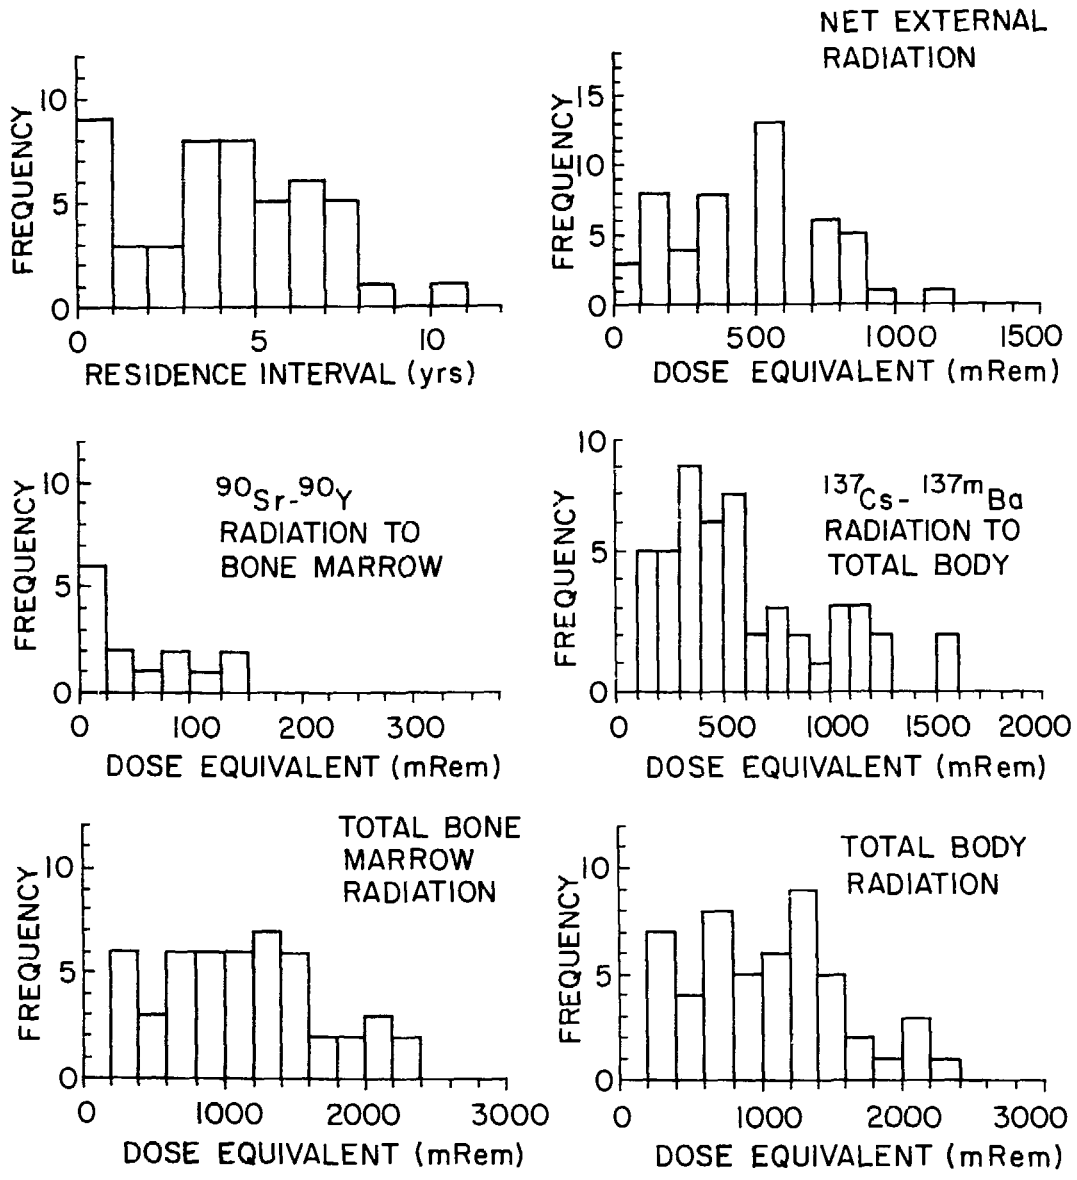 FREQUENCY
10
5
0
0 5 10
RESIDENCE INTERVAL (yrs)
NET EXTERNAL
RADIATION
FREQUENCY
15
10
5
0
0 500 1000 1500
DOSE EQUIVALENT (mRem)
FREQUENCY
10
5
0
90Sr-90Y
RADIATION TO
BONE MARROW
0 100 200 300
DOSE EQUIVALENT (mRem)
FREQUENCY
10
5
0
137Cs- 137mBa
RADIATION TO
TOTAL BODY
0 500 1000 1500 2000
DOSE EQUIVALENT (mRem)
FREQUENCY
10
5
0
TOTAL BONE
MARROW
RADIATION
0 1000 2000 3000
DOSE EQUIVALENT (mRem)
FREQUENCY
10
5
0
TOTAL BODY
RADIATION
0 1000 2000 3000
DOSE EQUIVALENT (mRem)